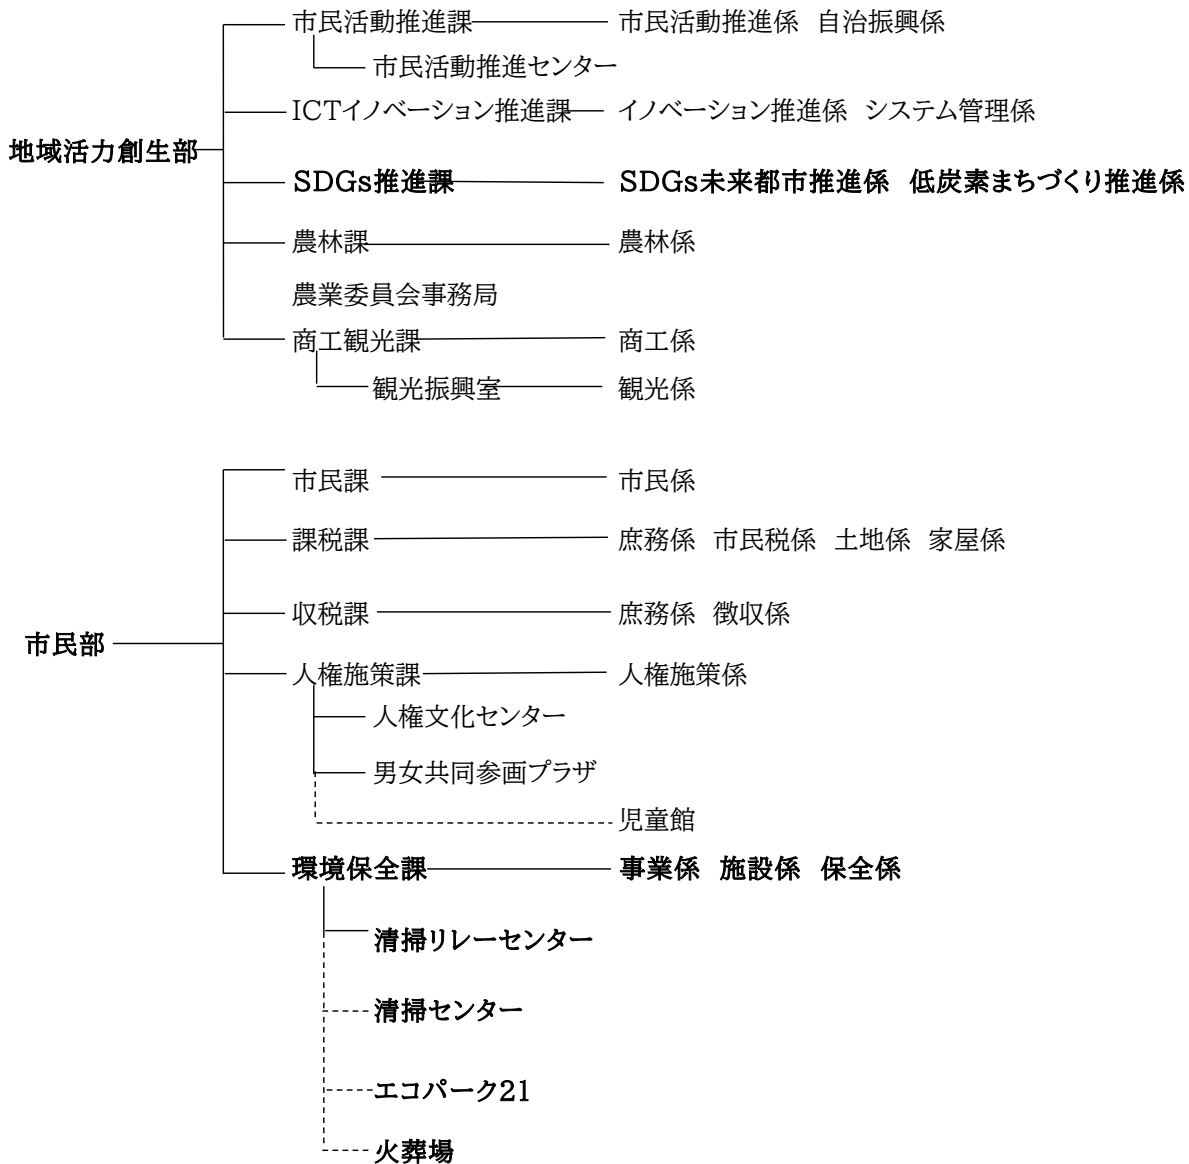 市民活動推進課 市民活動推進係 自治振興係
市民活動推進センター
ICTイノベーション推進課 イノベーション推進係 システム管理係
地域活力創生部
SDGs推進課 SDGs未来都市推進係 低炭素まちづくり推進係
農林課 農林係
農業委員会事務局
商工観光課 商工係
観光振興室 観光係
市民課 市民係
課税課 庶務係 市民税係 土地係 家屋係
収税課 庶務係 徴収係
市民部
人権施策課 人権施策係
人権文化センター
男女共同参画プラザ
児童館
環境保全課 事業係 施設係 保全係
清掃リレーセンター
清掃センター
エコパーク21
火葬場